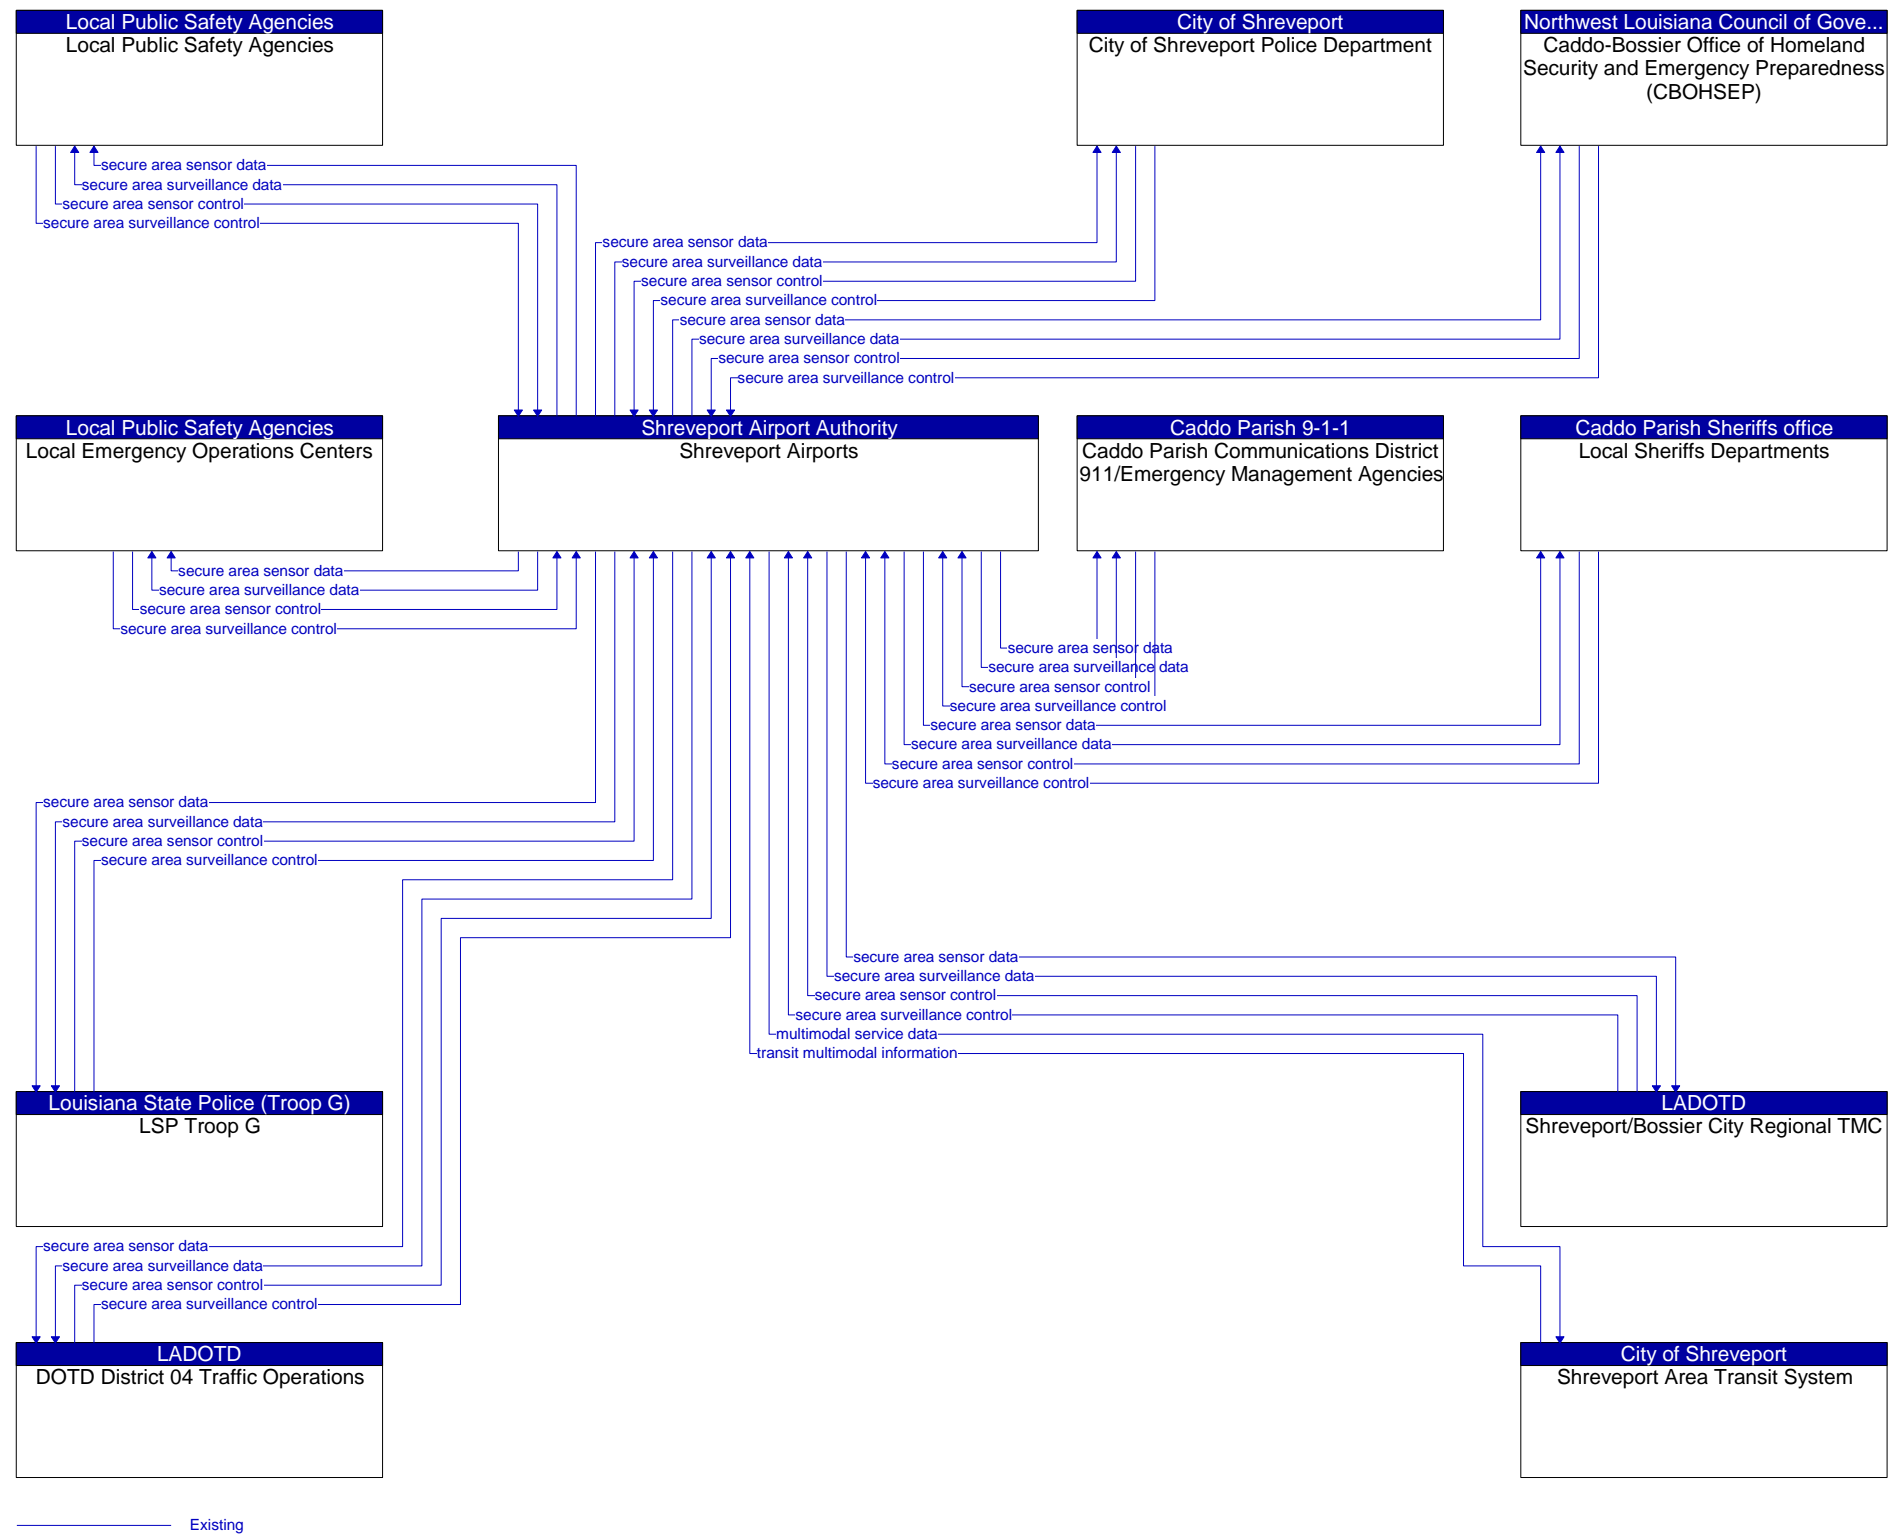 Local Public Safety Agencies
Local Public Safety Agencies
City of Shreveport
City of Shreveport Police Department
Northwest Louisiana Council of Gove...
Caddo-Bossier Office of Homeland
Security and Emergency Preparedness
(CBOHSEP)
secure area sensor data
secure area surveillance data
secure area sensor control
secure area surveillance control
secure area sensor data
secure area surveillance data
secure area sensor control
secure area surveillance control
secure area sensor data
secure area surveillance data
secure area sensor control
secure area surveillance control
Local Public Safety Agencies
Local Emergency Operations Centers
Shreveport Airport Authority
Shreveport Airports
Caddo Parish 9-1-1
Caddo Parish Communications District
911/Emergency Management Agencies
Caddo Parish Sheriffs office
Local Sheriffs Departments
secure area sensor data
secure area surveillance data
secure area sensor control
secure area surveillance control
secure area sensor data
secure area surveillance data
secure area sensor control
secure area surveillance control
secure area sensor data
secure area surveillance data
secure area sensor control
secure area surveillance control
secure area sensor data
secure area surveillance data
secure area sensor control
secure area surveillance control
secure area sensor data
secure area surveillance data
secure area sensor control
secure area surveillance control
multimodal service data
transit multimodal information
Louisiana State Police (Troop G)
LSP Troop G
LADOTD
Shreveport/Bossier City Regional TMC
secure area sensor data
secure area surveillance data
secure area sensor control
secure area surveillance control
LADOTD
DOTD District 04 Traffic Operations
City of Shreveport
Shreveport Area Transit System
Existing